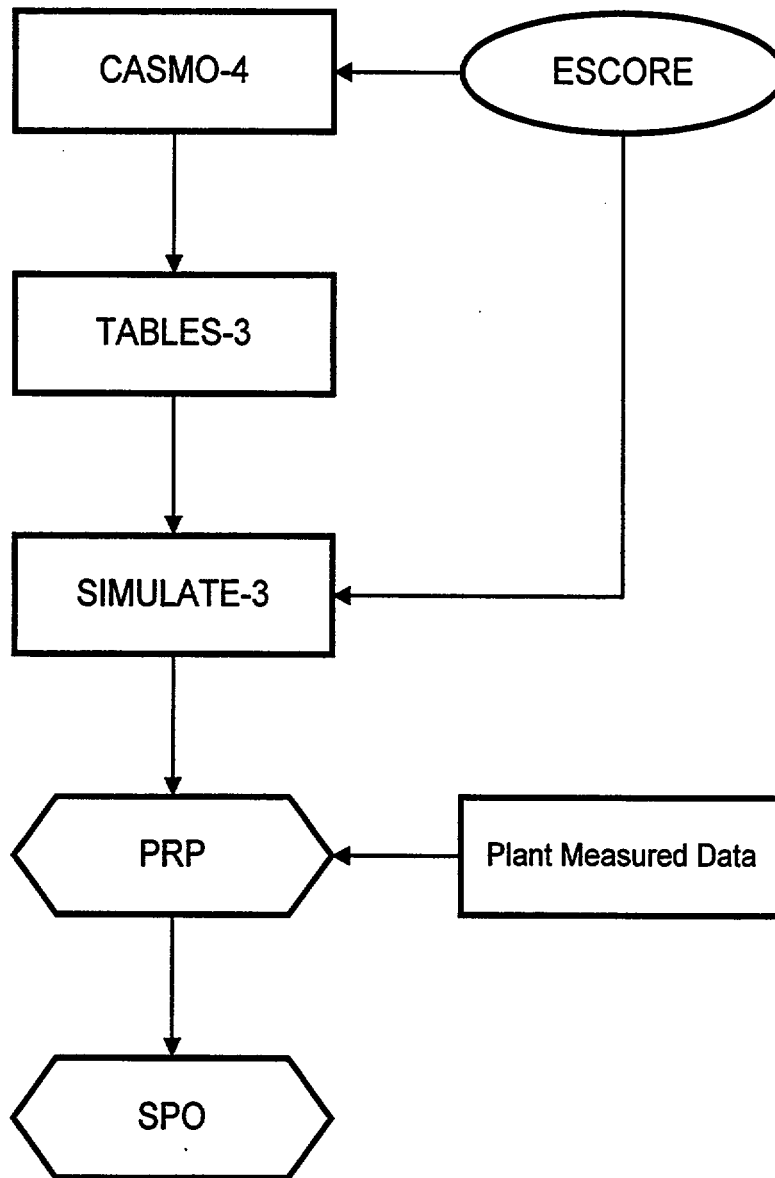 CASMO-4
ESCORE
TABLES-3
SIMULATE-3
PRP
Plant Measured Data
SPO